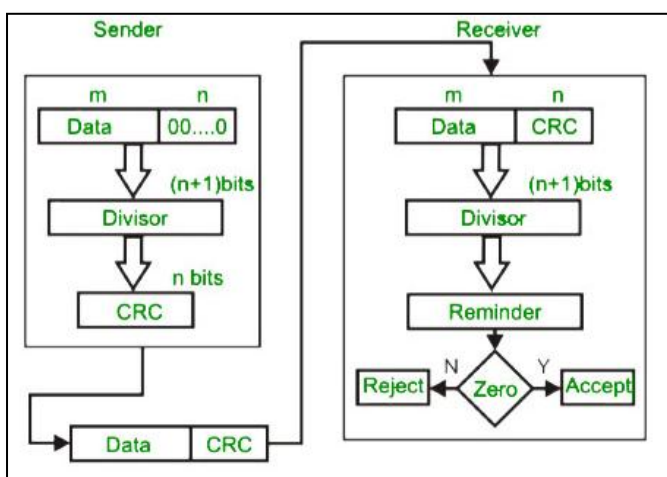 Sender
Receiver
m n
Data 00....0
(n+1)bits
Divisor
n bits
CRC
Data CRC
m n
Data CRC
(n+1)bits
Divisor
Reminder
N Y
Reject Zero Accept